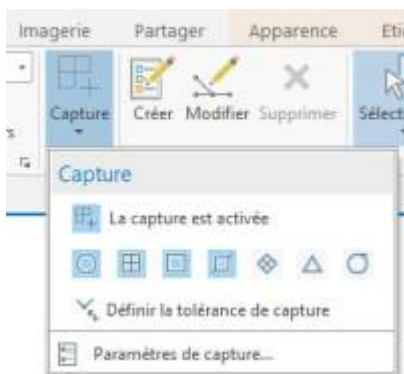 Imagerie Partager Apparence
Capture Créer Modifier Supprimer
Capture
La capture est activée
Définir la tolérance de capture
Paramètres de capture...